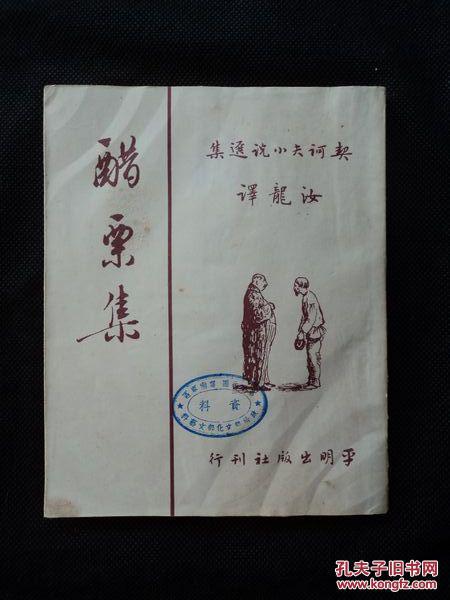 醋栗集
契訶夫小說選集
汝龍譯
資料
平明出版社刊行
孔夫子旧书网
www.kongfz.com